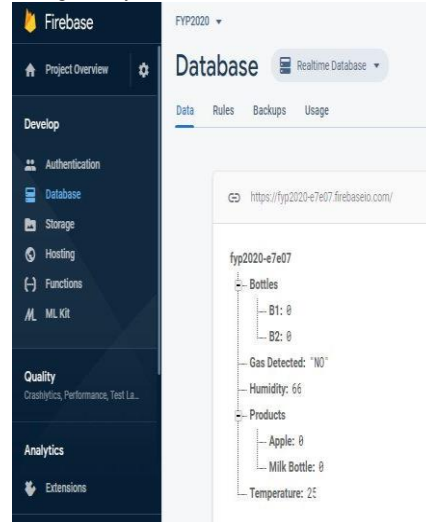 Firebase
Project Overview
Develop
Authentication
Database
Storage
Hosting
Functions
ML Kit
Quality
Crashlytics, Performance, Test La...
Analytics
Extensions
FYP2020
Database
Realtime Database
Data Rules Backups Usage
https://fyp2020-e7e07.firebaseio.com/
fyp2020-e7e07
Bottles
B1: 0
B2: 0
Gas Detected: "NO"
Humidity: 66
Products
Apple: 0
Milk Bottle: 0
Temperature: 25